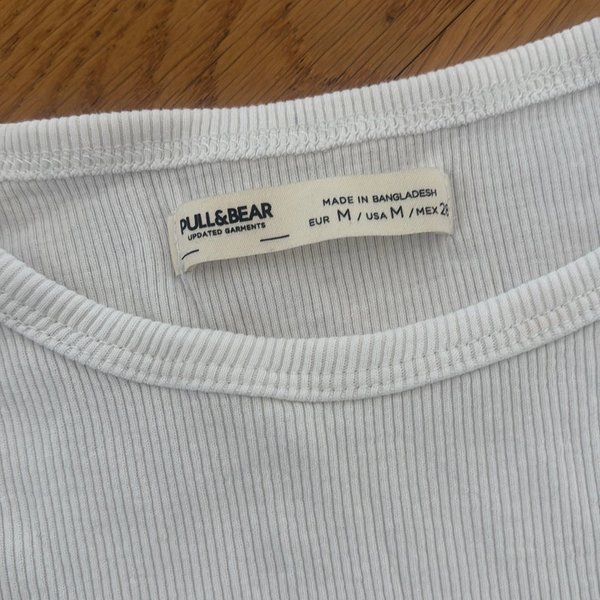 PULL&BEAR
UPDATED GARMENTS
MADE IN BANGLADESH
EUR M / USA M / MEX